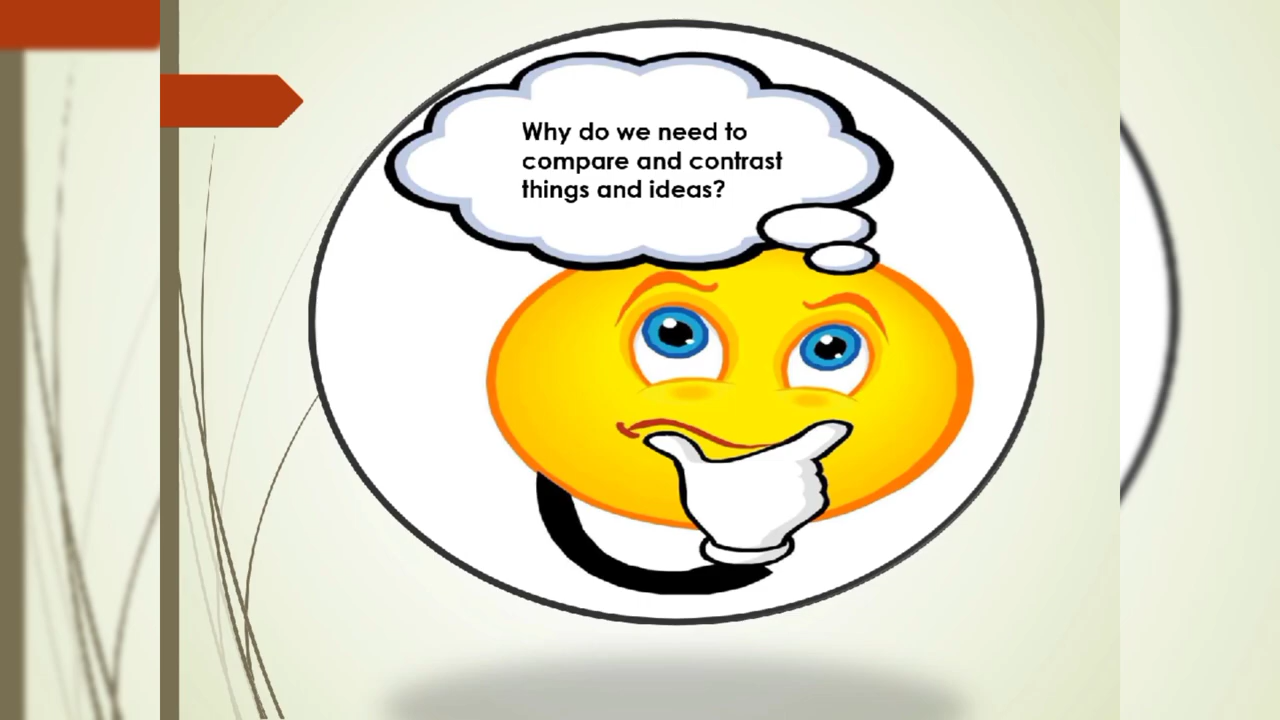 Why do we need to
compare and contrast
things and ideas?